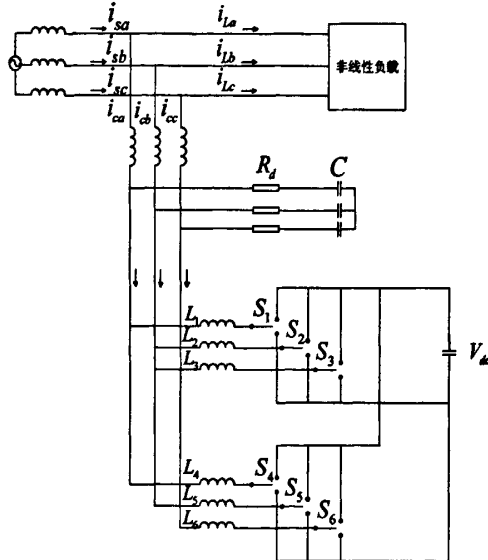 i_sa i_La
i_sb i_Lb
i_sc i_Lc
非线性负载
i_ca i_cb i_cc
R_d C
L_1 S_1
L_2 S_2
L_3 S_3
V_dc
L_4 S_4
L_5 S_5
L_6 S_6